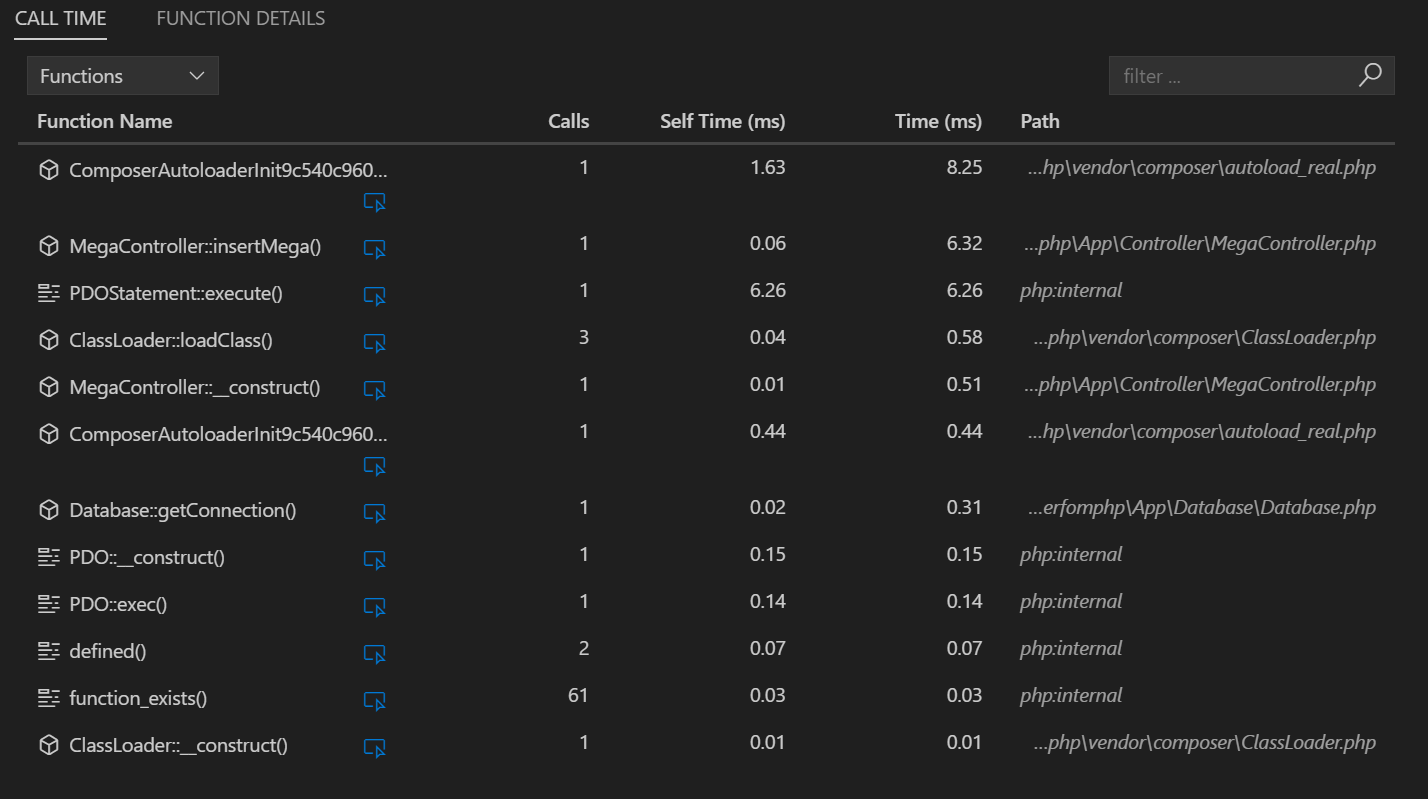 CALL TIME FUNCTION DETAILS
Functions filter ...
Function Name Calls Self Time (ms) Time (ms) Path
ComposerAutoloaderInit9c540c960... 1 1.63 8.25 ...hp\vendor\composer\autoload_real.php
MegaController::insertMega() 1 0.06 6.32 ...php\App\Controller\MegaController.php
PDOStatement::execute() 1 6.26 6.26 php:internal
ClassLoader::loadClass() 3 0.04 0.58 ...php\vendor\composer\ClassLoader.php
MegaController::__construct() 1 0.01 0.51 ...php\App\Controller\MegaController.php
ComposerAutoloaderInit9c540c960... 1 0.44 0.44 ...hp\vendor\composer\autoload_real.php
Database::getConnection() 1 0.02 0.31 ...erfomphp\App\Database\Database.php
PDO::__construct() 1 0.15 0.15 php:internal
PDO::exec() 1 0.14 0.14 php:internal
defined() 2 0.07 0.07 php:internal
function_exists() 61 0.03 0.03 php:internal
ClassLoader::__construct() 1 0.01 0.01 ...php\vendor\composer\ClassLoader.php